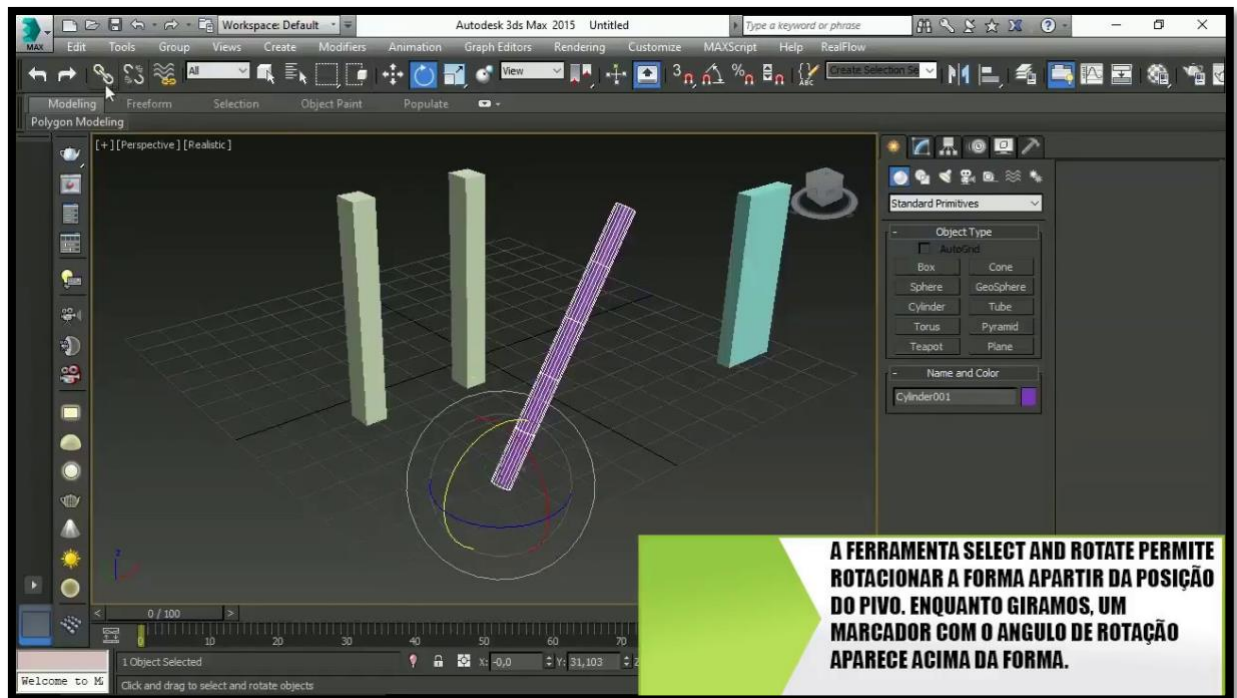 MAX
Workspace: Default
Autodesk 3ds Max 2015 Untitled
Type a keyword or phrase
Edit Tools Group Views Create Modifiers Animation Graph Editors Rendering Customize MAXScript Help RealFlow
All View 3 Create Selection Se
Modeling Freeform Selection Object Paint Populate
Polygon Modeling
[+] [Perspective] [Realistic]
Standard Primitives
- Object Type
AutoGrid
Box Cone
Sphere GeoSphere
Cylinder Tube
Torus Pyramid
Teapot Plane
- Name and Color
Cylinder001
z
< 0 / 100 >
0 10 20 30 40 50 60 70
1 Object Selected X: -0,0 Y: 31,103
Welcome to M
Click and drag to select and rotate objects
A FERRAMENTA SELECT AND ROTATE PERMITE
ROTACIONAR A FORMA APARTIR DA POSIÇÃO
DO PIVO. ENQUANTO GIRAMOS, UM
MARCADOR COM O ANGULO DE ROTAÇÃO
APARECE ACIMA DA FORMA.